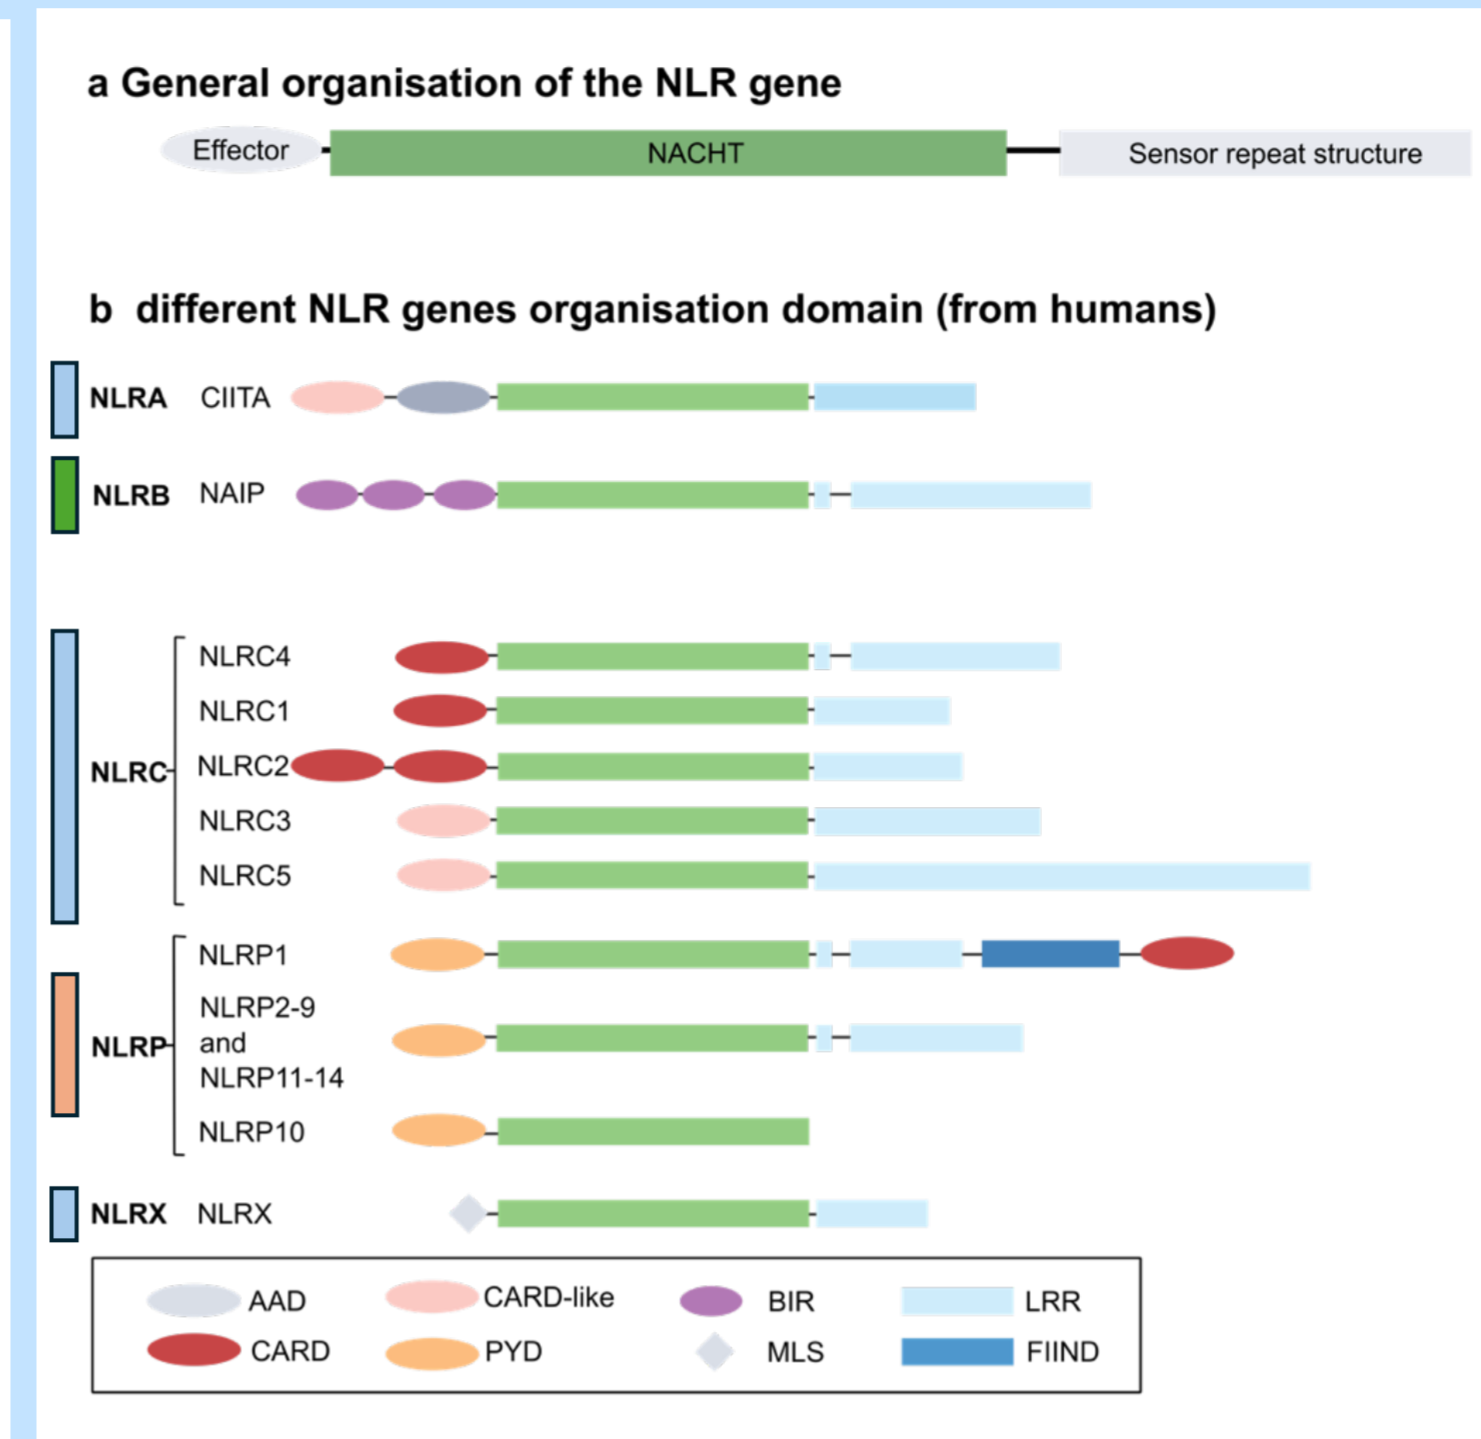 a General organisation of the NLR gene
Effector
NACHT
Sensor repeat structure
b different NLR genes organisation domain (from humans)
NLRA CIITA
NLRB NAIP
NLRC
NLRC4
NLRC1
NLRC2
NLRC3
NLRC5
NLRP
NLRP1
NLRP2-9
and
NLRP11-14
NLRP10
NLRX NLRX
AAD CARD-like BIR LRR
CARD PYD MLS FIIND